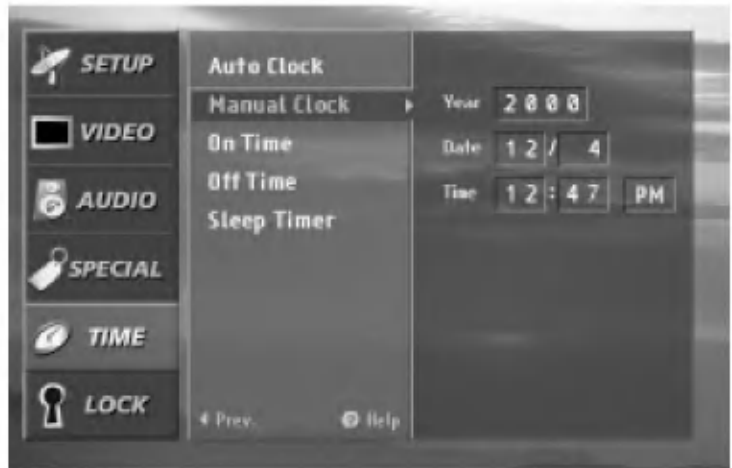 SETUP
VIDEO
AUDIO
SPECIAL
TIME
LOCK
Auto Clock
Manual Clock
On Time
Off Time
Sleep Timer
Prev.
Help
Year 2000
Date 12/ 4
Time 12:47 PM